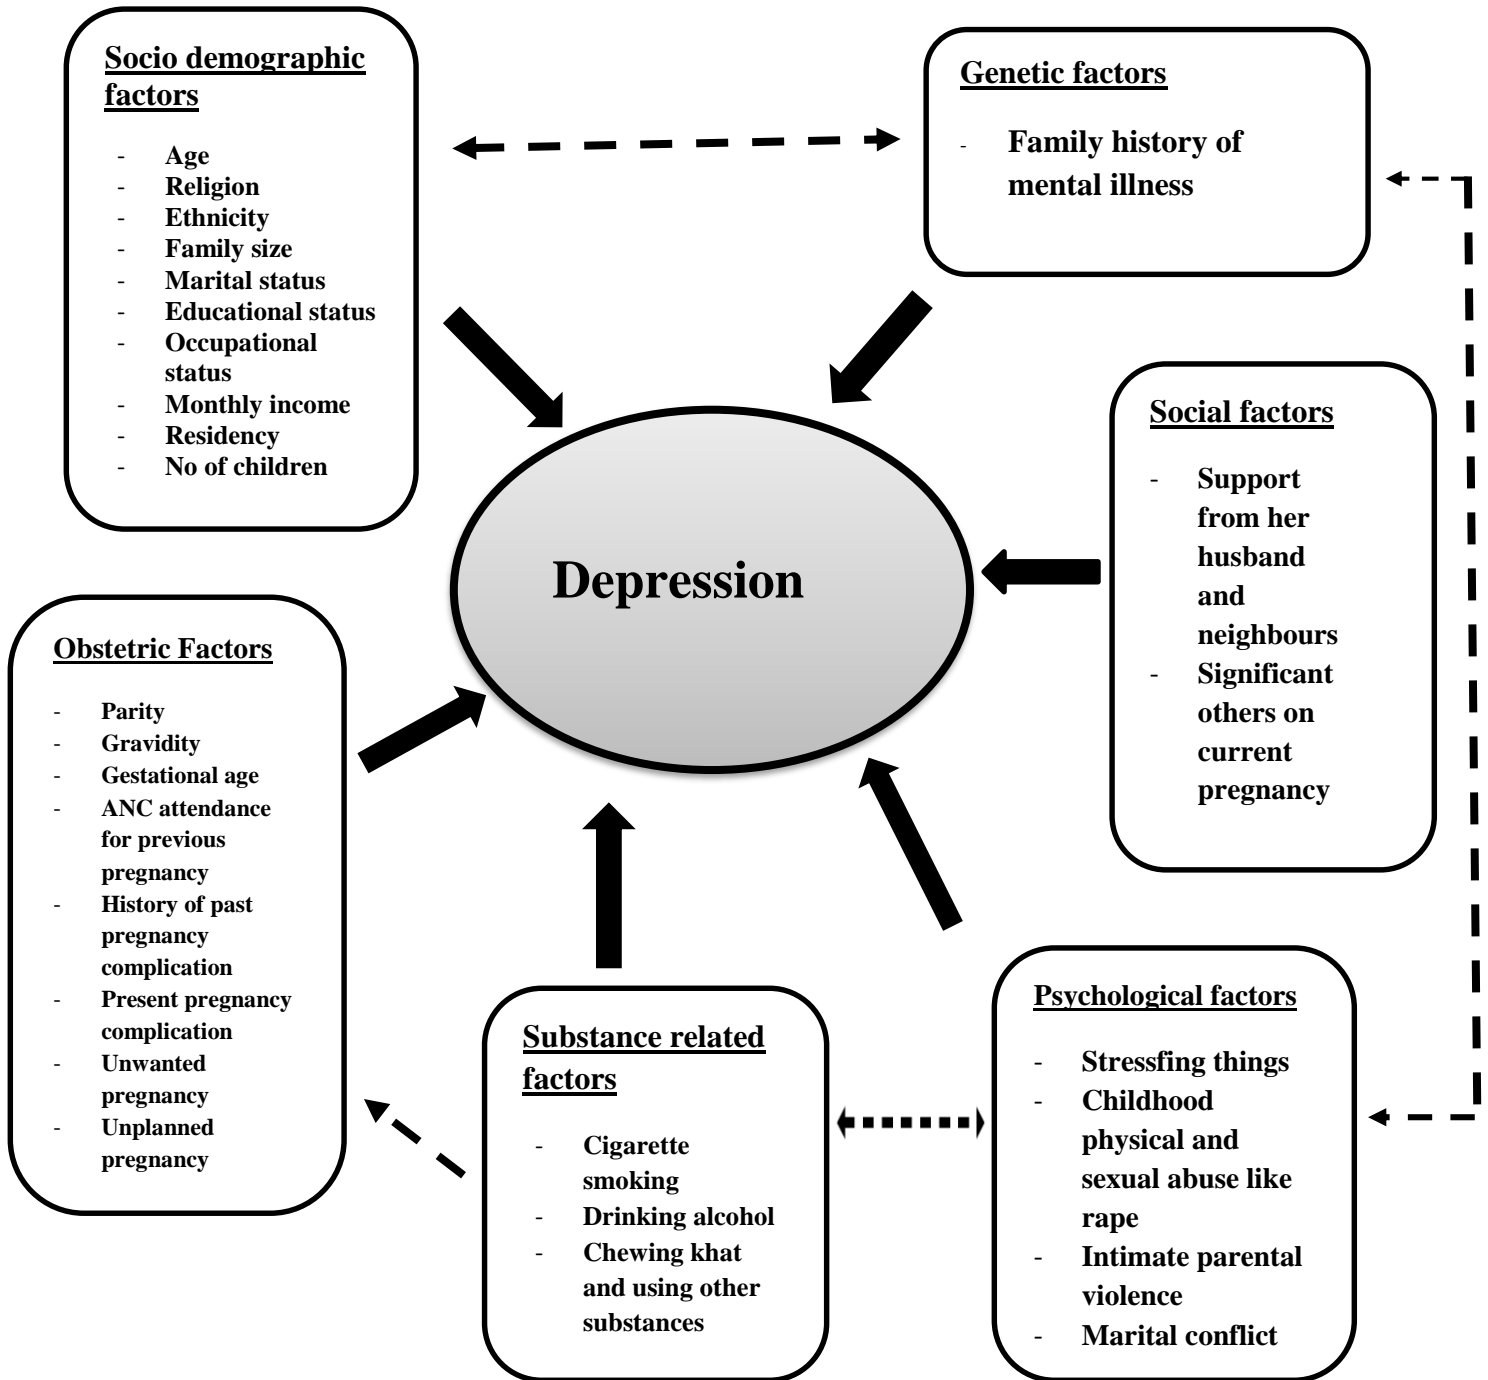 Socio demographic
factors
- Age
- Religion
- Ethnicity
- Family size
- Marital status
- Educational status
- Occupational
status
- Monthly income
- Residency
- No of children
Genetic factors
- Family history of
mental illness
Social factors
- Support
from her
husband
and
neighbours
- Significant
others on
current
pregnancy
Depression
Obstetric Factors
- Parity
- Gravidity
- Gestational age
- ANC attendance
for previous
pregnancy
- History of past
pregnancy
complication
- Present pregnancy
complication
- Unwanted
pregnancy
- Unplanned
pregnancy
Substance related
factors
- Cigarette
smoking
- Drinking alcohol
- Chewing khat
and using other
substances
Psychological factors
- Stressfing things
- Childhood
physical and
sexual abuse like
rape
- Intimate parental
violence
- Marital conflict